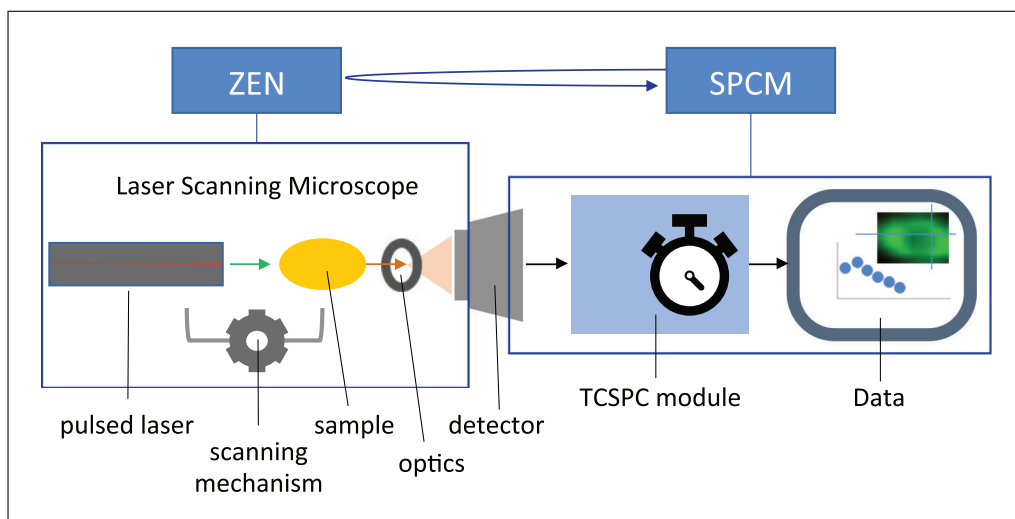 ZEN
SPCM
Laser Scanning Microscope
pulsed laser
scanning
mechanism
sample
optics
detector
TCSPC module
Data